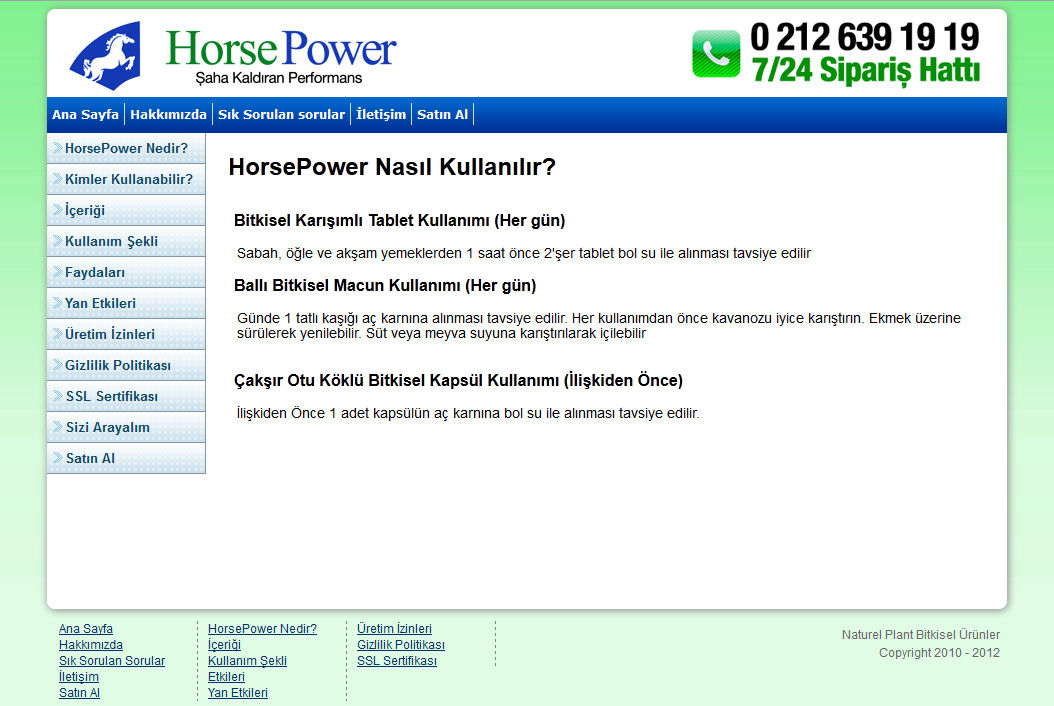 HorsePower
Şaha Kaldıran Performans
0 212 639 19 19
7/24 Sipariş Hattı
Ana Sayfa
Hakkımızda
Sık Sorulan sorular
İletişim
Satın Al
HorsePower Nedir?
Kimler Kullanabilir?
İçeriği
Kullanım Şekli
Faydaları
Yan Etkileri
Üretim İzinleri
Gizlilik Politikası
SSL Sertifikası
Sizi Arayalım
Satın Al
HorsePower Nasıl Kullanılır?
Bitkisel Karışımlı Tablet Kullanımı (Her gün)
Sabah, öğle ve akşam yemeklerden 1 saat önce 2'şer tablet bol su ile alınması tavsiye edilir
Ballı Bitkisel Macun Kullanımı (Her gün)
Günde 1 tatlı kaşığı aç karnına alınması tavsiye edilir. Her kullanımdan önce kavanozu iyice karıştırın. Ekmek üzerine
sürülerek yenilebilir. Süt veya meyva suyuna karıştırılarak içilebilir
Çakşır Otu Köklü Bitkisel Kapsül Kullanımı (İlişkiden Önce)
İlişkiden Önce 1 adet kapsülün aç karnına bol su ile alınması tavsiye edilir.
Ana Sayfa
Hakkımızda
Sık Sorulan Sorular
İletişim
Satın Al
HorsePower Nedir?
İçeriği
Kullanım Şekli
Etkileri
Yan Etkileri
Üretim İzinleri
Gizlilik Politikası
SSL Sertifikası
Naturel Plant Bitkisel Ürünler
Copyright 2010 - 2012